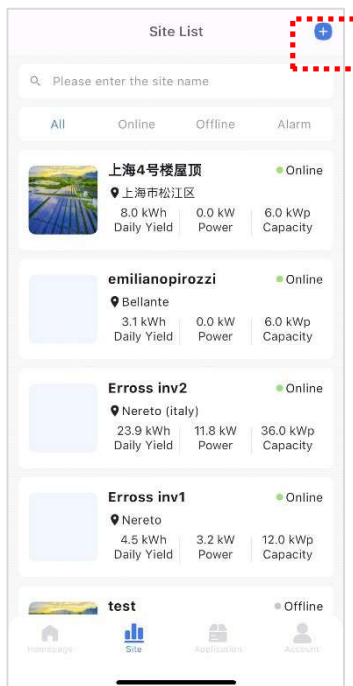 Site List
Please enter the site name
All Online Offline Alarm
上海4号楼屋顶 Online
上海市松江区
8.0 kWh 0.0 kW 6.0 kWp
Daily Yield Power Capacity
emilianopirozzi Online
Bellante
3.1 kWh 0.0 kW 6.0 kWp
Daily Yield Power Capacity
Erross inv2 Online
Nereto (italy)
23.9 kWh 11.8 kW 36.0 kWp
Daily Yield Power Capacity
Erross inv1 Online
Nereto
4.5 kWh 3.2 kW 12.0 kWp
Daily Yield Power Capacity
test Offline
Homepage Site Application Account